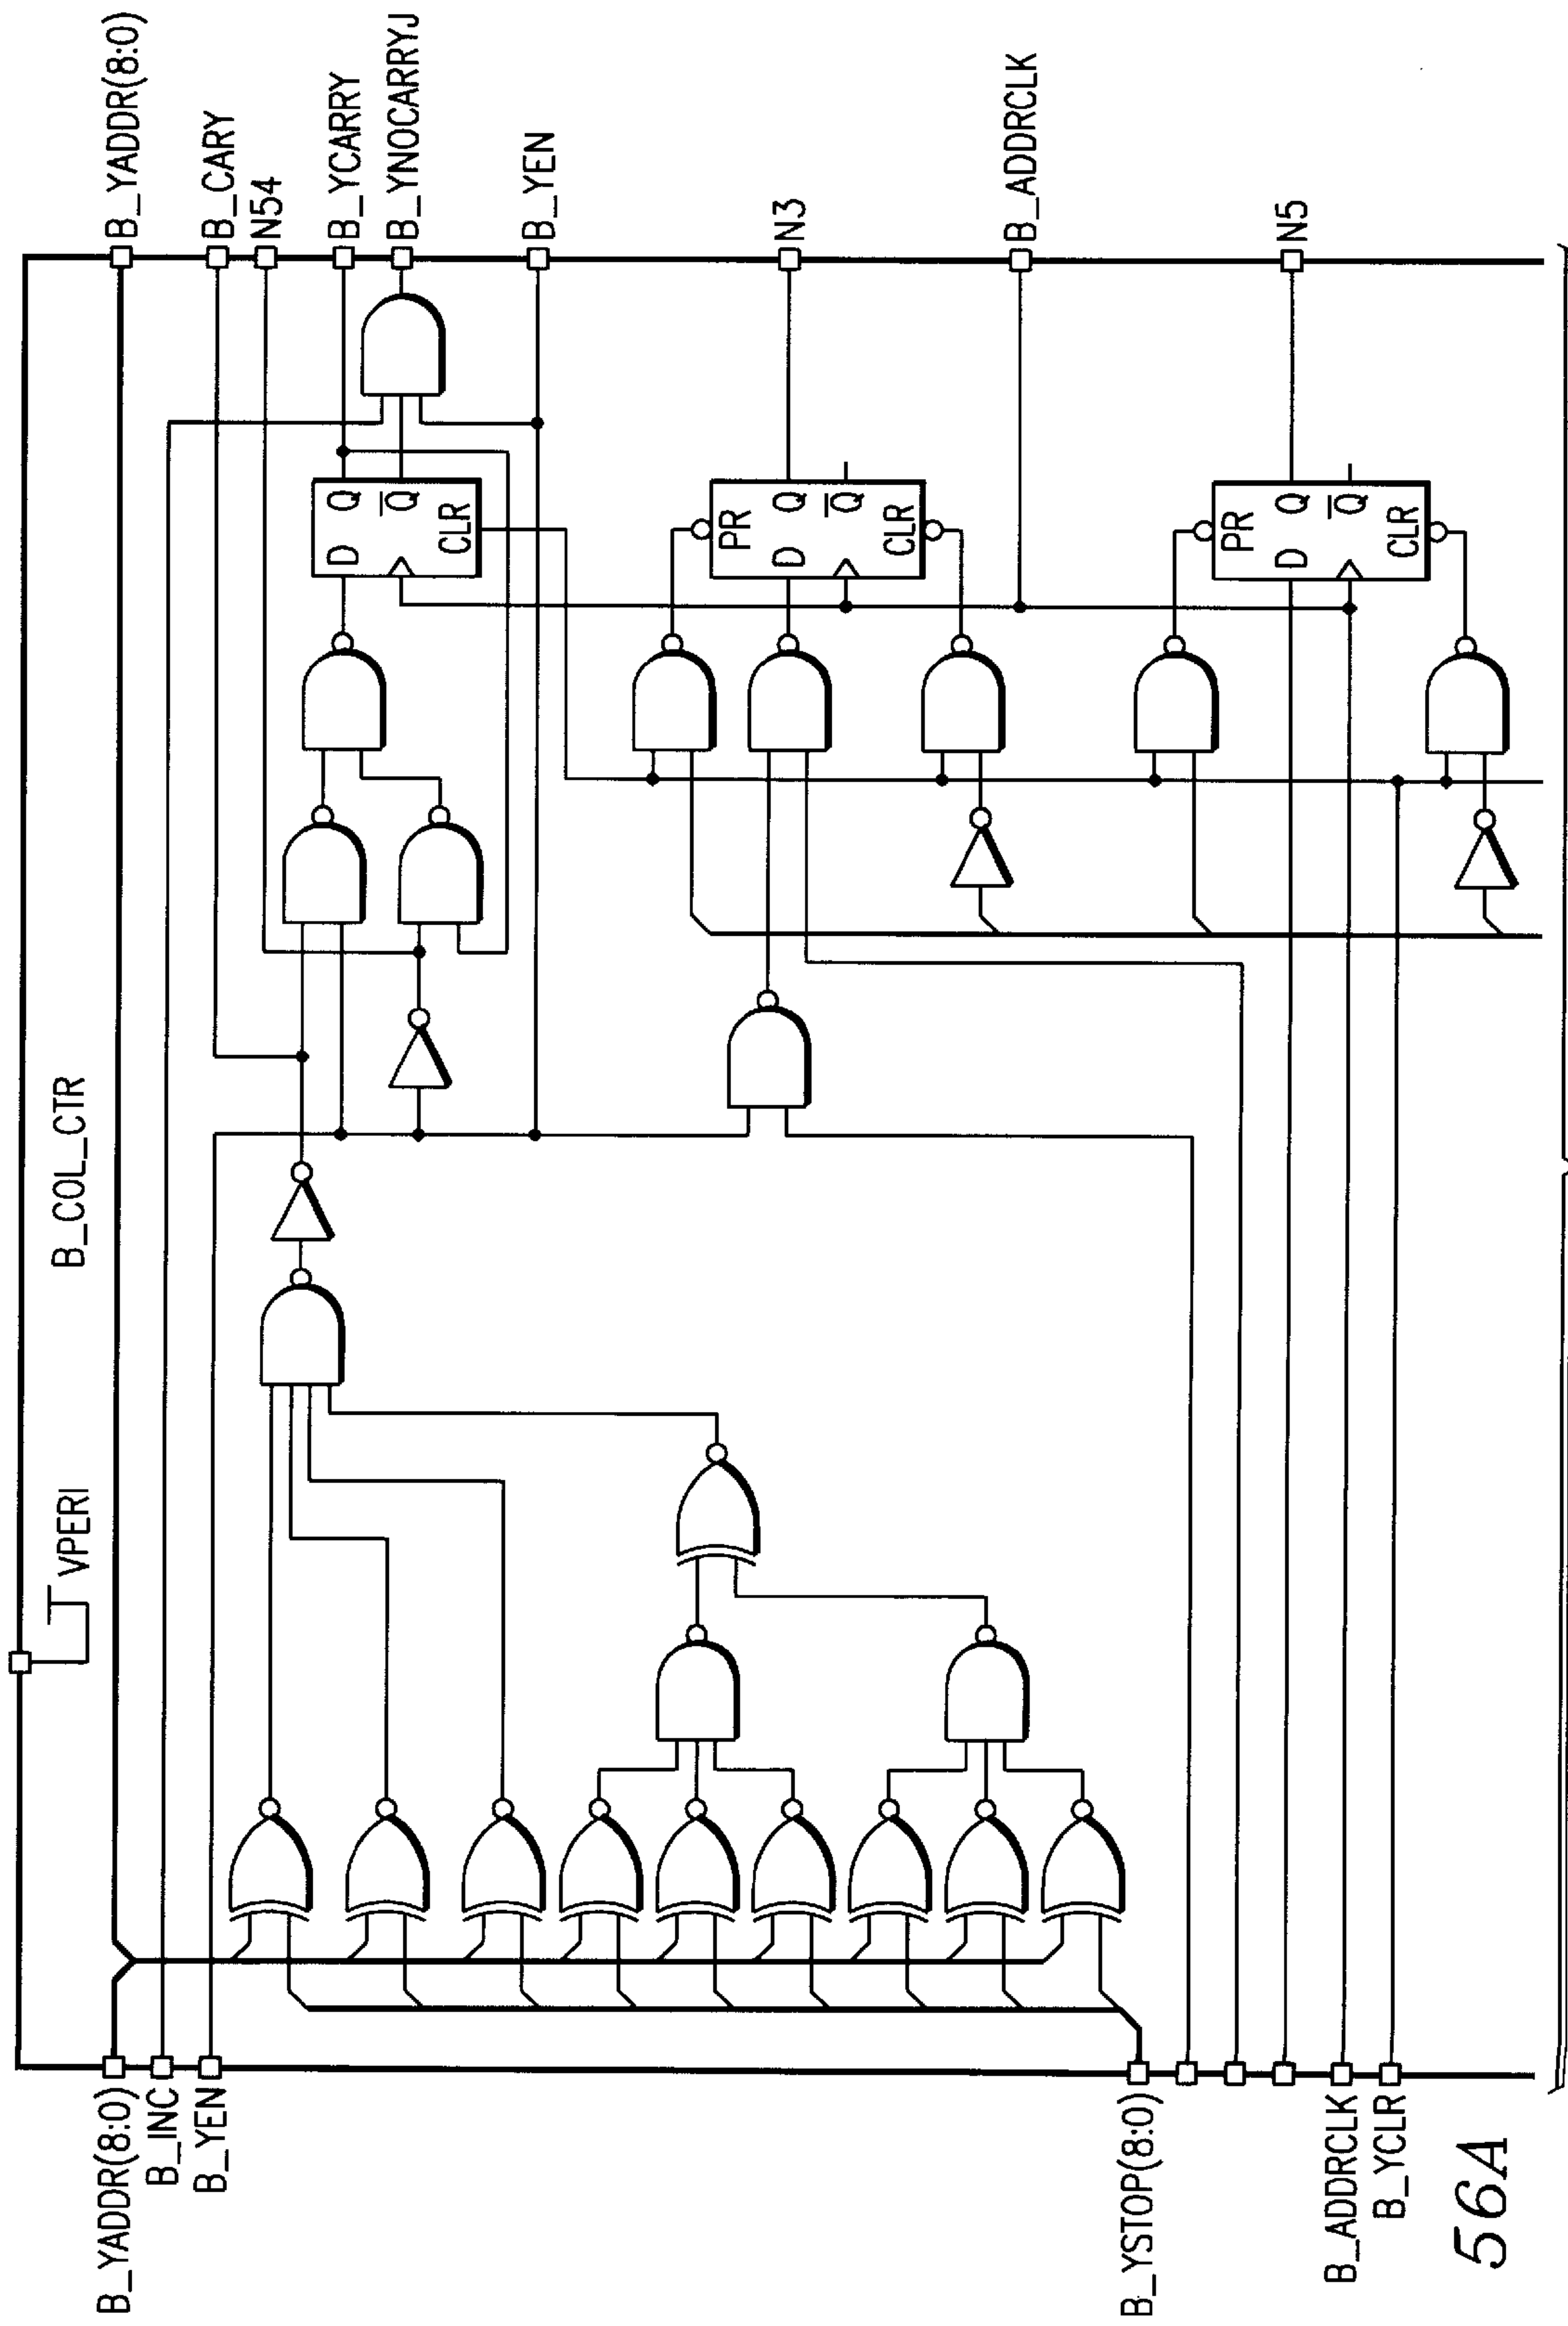 B_COL_CTR
VPERI
B_YADDR(8:0)
B_INC
B_YEN
B_YSTOP(8:0)
B_ADDRCLK
B_YCLR
D
Q
Q
CLR
PR
D
Q
Q
CLR
PR
D
Q
Q
CLR
B_YADDR(8:0)
B_CARY
N54
B_YCARRY
B_YNOCARRYJ
B_YEN
N3
B_ADDRCLK
N5
56A